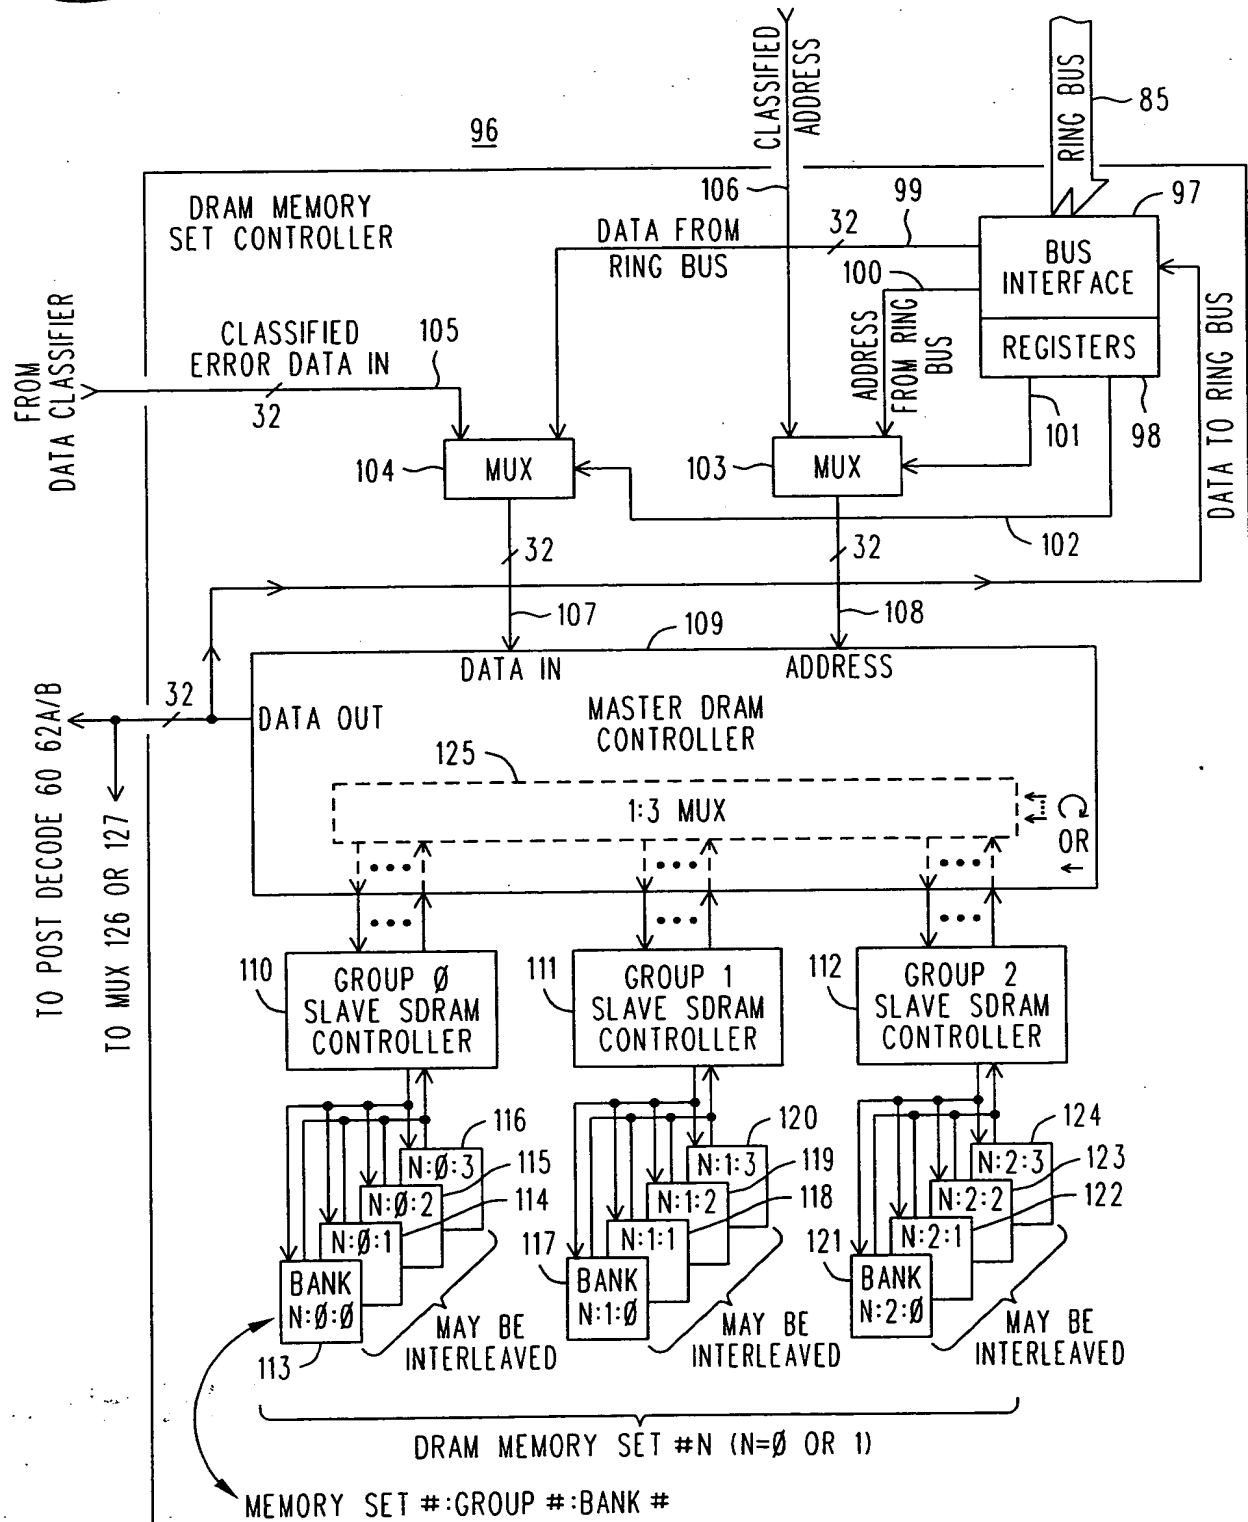 CLASSIFIED
ADDRESS
RING BUS
85
96
106
97
99
DRAM MEMORY
SET CONTROLLER
DATA FROM
RING BUS
32
100
BUS
INTERFACE
REGISTERS
ADDRESS
FROM RING
BUS
DATA TO RING BUS
FROM
DATA CLASSIFIER
CLASSIFIED
ERROR DATA IN
105
32
101
98
104
MUX
103
MUX
102
32
32
107
109
108
DATA IN
ADDRESS
32
DATA OUT
MASTER DRAM
CONTROLLER
TO POST DECODE 60 62A/B
TO MUX 126 OR 127
125
1:3 MUX
OR
110
GROUP Ø
SLAVE SDRAM
CONTROLLER
111
GROUP 1
SLAVE SDRAM
CONTROLLER
112
GROUP 2
SLAVE SDRAM
CONTROLLER
116
N:Ø:3
115
N:Ø:2
114
N:Ø:1
BANK
N:Ø:Ø
113
120
N:1:3
119
N:1:2
118
N:1:1
117
BANK
N:1:Ø
124
N:2:3
123
N:2:2
122
N:2:1
121
BANK
N:2:Ø
MAY BE
INTERLEAVED
MAY BE
INTERLEAVED
MAY BE
INTERLEAVED
DRAM MEMORY SET #N (N=Ø OR 1)
MEMORY SET #:GROUP #:BANK #